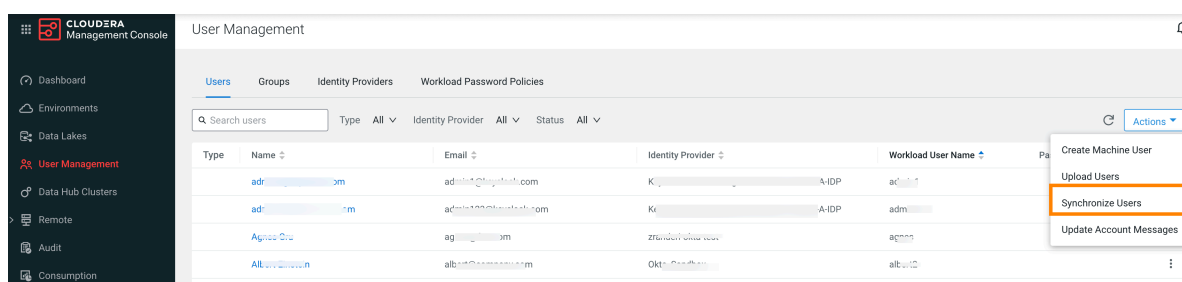 CLOUDERA
Management Console
User Management
Dashboard
Environments
Data Lakes
User Management
Data Hub Clusters
Remote
Audit
Consumption
Users Groups Identity Providers Workload Password Policies
Search users Type All Identity Provider All Status All Actions
Type Name Email Identity Provider Workload User Name
Create Machine User
Upload Users
Synchronize Users
Update Account Messages